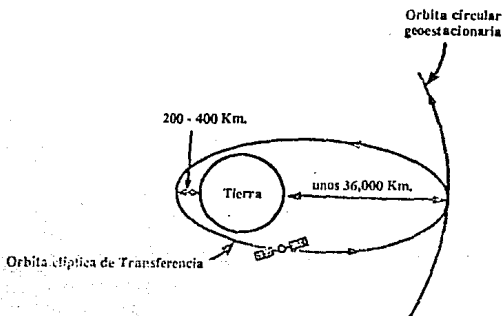 Orbita circular
geoestacionaria
200 - 400 Km.
Tierra
unos 36,000 Km.
Orbita elíptica de Transferencia